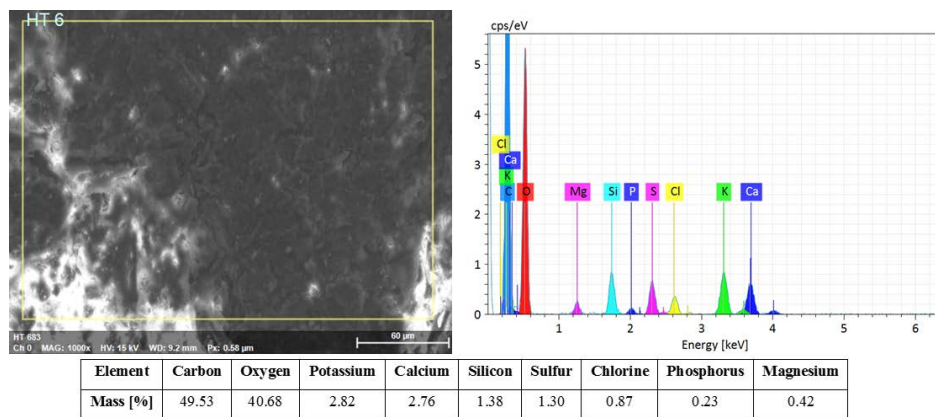 HT 6
HT 683
Ch 0 MAG: 1000x HV: 15 kV WD: 9.2 mm Px: 0.58 µm
60 µm
cps/eV
5
4
3
2
1
0
Cl
Ca
K
C
O
Mg
Si
P
S
Cl
K
Ca
1 2 3 4 5 6
Energy [keV]
Element Carbon Oxygen Potassium Calcium Silicon Sulfur Chlorine Phosphorus Magnesium
Mass [%] 49.53 40.68 2.82 2.76 1.38 1.30 0.87 0.23 0.42